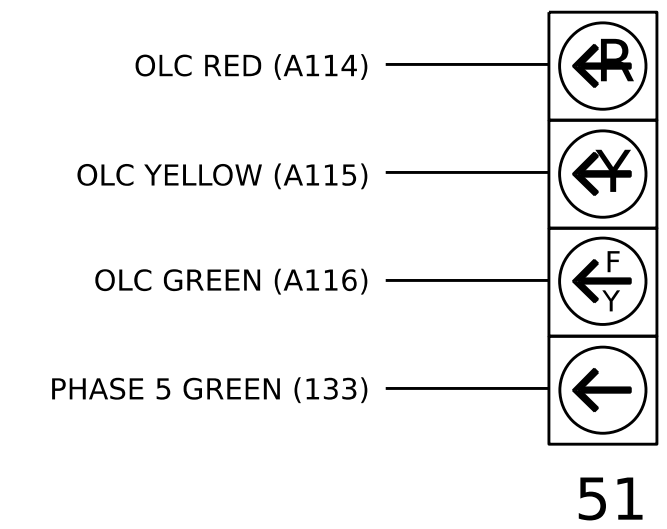 OLC RED (A114)
R
OLC YELLOW (A115)
Y
OLC GREEN (A116)
F
Y
PHASE 5 GREEN (133)
51